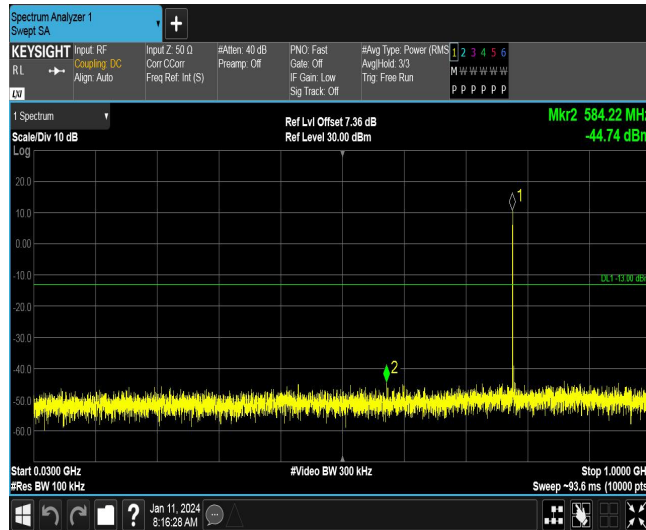 Spectrum Analyzer 1
Swept SA
+
KEYSIGHT Input: RF Input Z: 50 Ω #Atten: 40 dB PNO: Fast #Avg Type: Power (RMS 1 2 3 4 5 6
RL Coupling: DC Corr CCorr Preamp: Off Gate: Off Avg|Hold: 3/3 M W W W W W
Align: Auto Freq Ref: Int (S) IF Gain: Low Trig: Free Run
LXI Sig Track: Off P P P P P P
1 Spectrum Ref Lvl Offset 7.36 dB Mkr2 584.22 MHz
Scale/Div 10 dB Ref Level 30.00 dBm -44.74 dBm
Log
20.0
1
10.0
0.00
-10.0
DL1 -13.00 dBm
-20.0
-30.0
-40.0
2
-50.0
-60.0
Start 0.0300 GHz #Video BW 300 kHz Stop 1.0000 GH
#Res BW 100 kHz Sweep ~93.6 ms (10000 pts
? Jan 11, 2024
8:16:28 AM